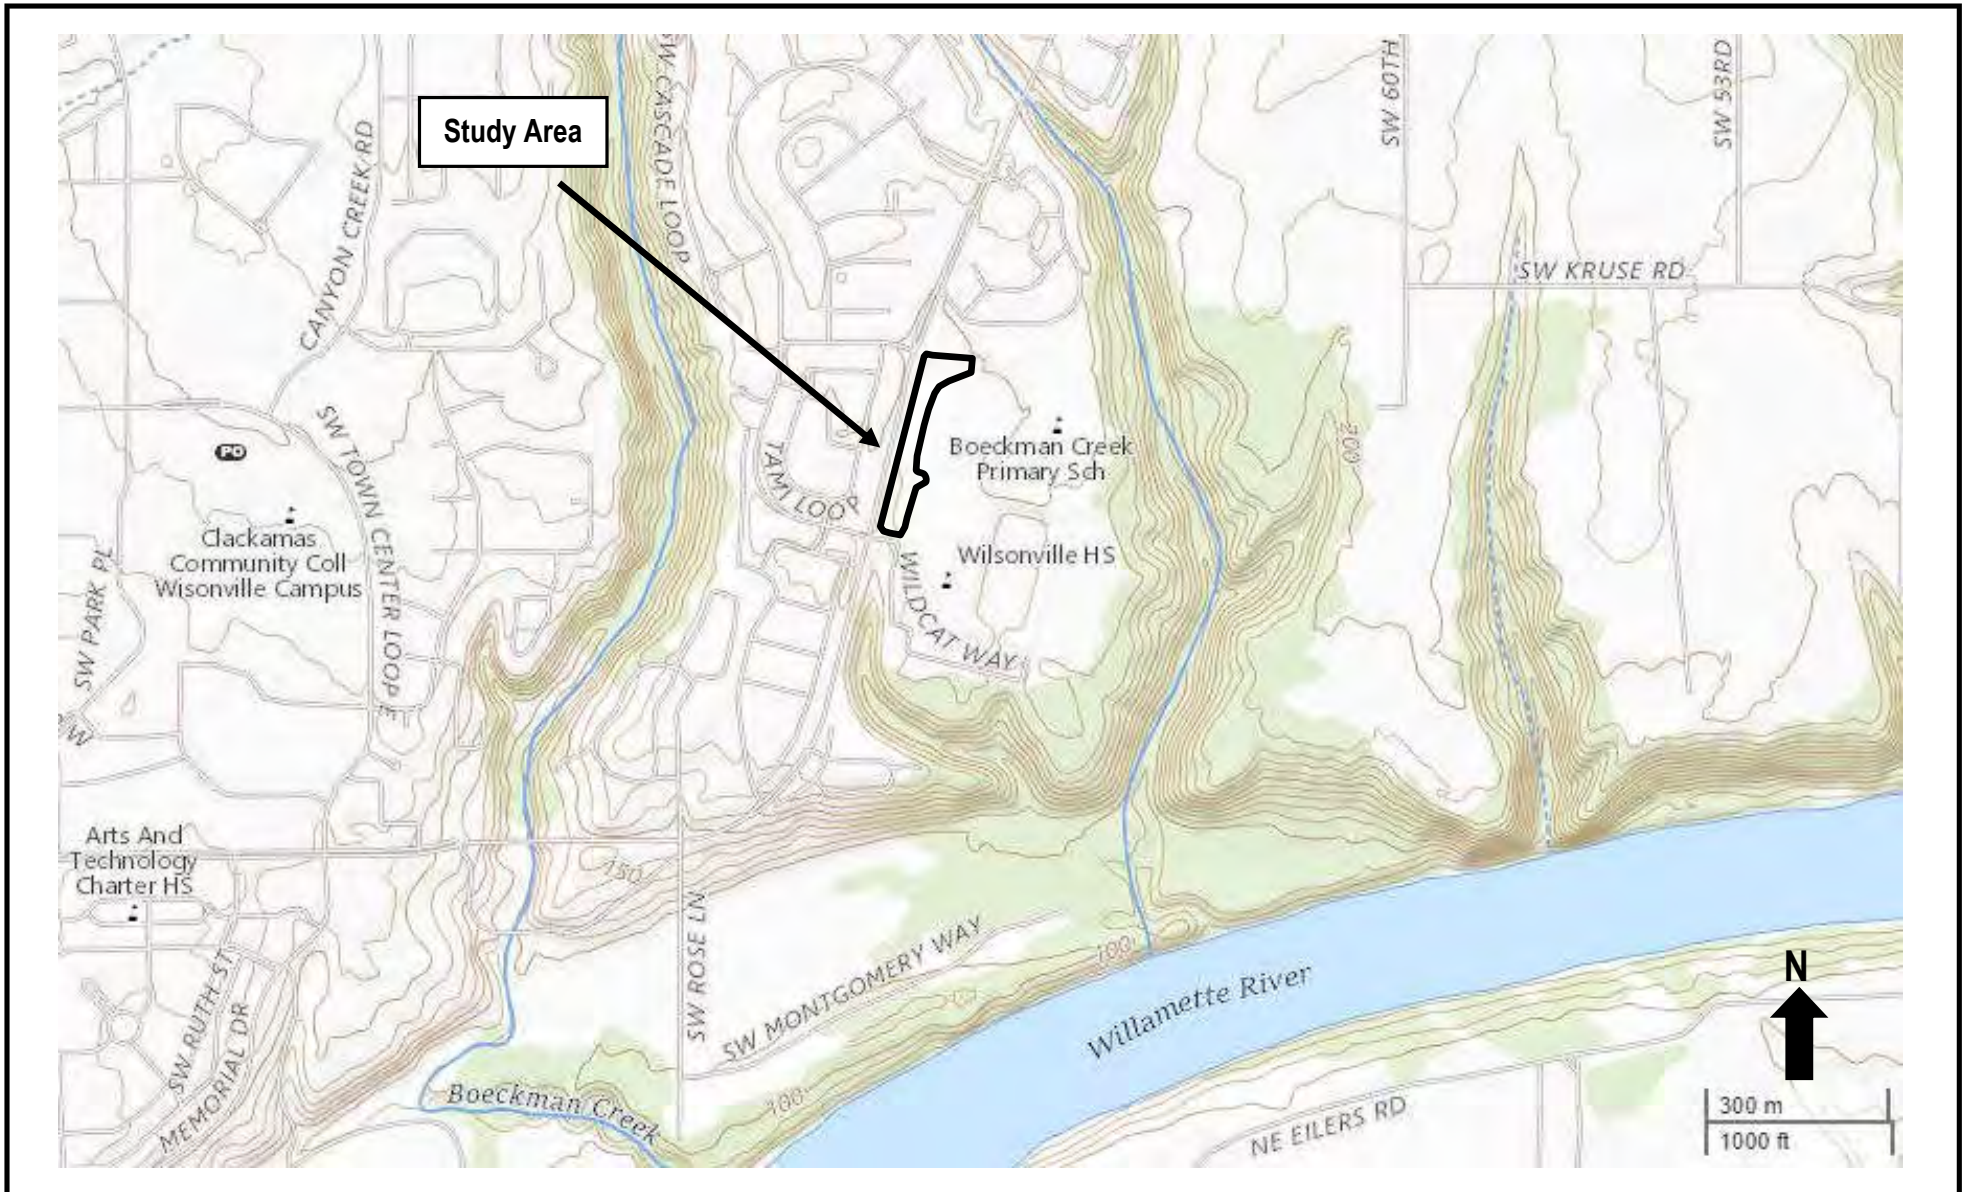 SW CASCADE LOOP
SW 60TH
SW 53RD
Study Area
CANYON CREEK RD
SW KRUSE RD
PO
SW TOWN CENTER LOOP E
TAMI LOOP
Boeckman Creek
Primary Sch
200
Clackamas
Community Coll
Wisonville Campus
Wilsonville HS
WILDCAT WAY
SW PARK PL
W
Arts And
Technology
Charter HS
150
SW ROSE LN
SW MONTGOMERY WAY
100
Willamette River
N
SW RUTH ST
MEMORIAL DR
Boeckman Creek
100
NE EILERS RD
300 m
1000 ft